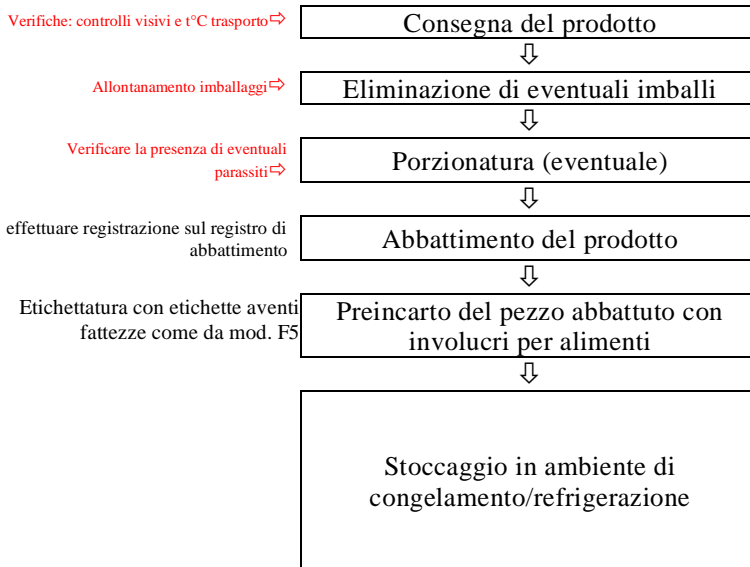 Verifiche: controlli visivi e t°C trasporto⇨
Consegna del prodotto
⇩
Allontanamento imballaggi⇨
Eliminazione di eventuali imballi
⇩
Verificare la presenza di eventuali
parassiti⇨
Porzionatura (eventuale)
⇩
effettuare registrazione sul registro di
abbattimento
Abbattimento del prodotto
⇩
Etichettatura con etichette aventi
fattezze come da mod. F5
Preincarto del pezzo abbattuto con
involucri per alimenti
⇩
Stoccaggio in ambiente di
congelamento/refrigerazione